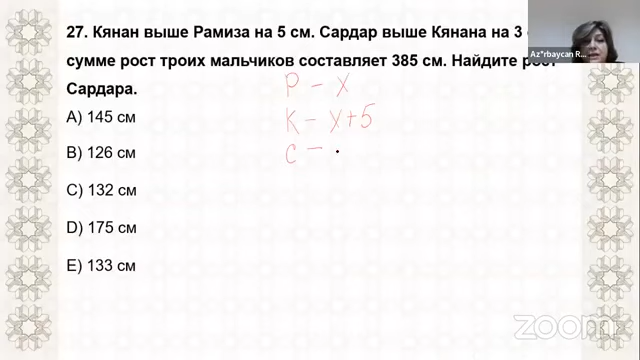 27. Кянан выше Рамиза на 5 см. Сардар выше Кянана на 3
сумме рост троих мальчиков составляет 385 см. Найдите рост
Сардара.
Р - х
A) 145 см
К - х+5
B) 126 см
С -
C) 132 см
D) 175 см
E) 133 см
Az*rbaycan R...
zoom